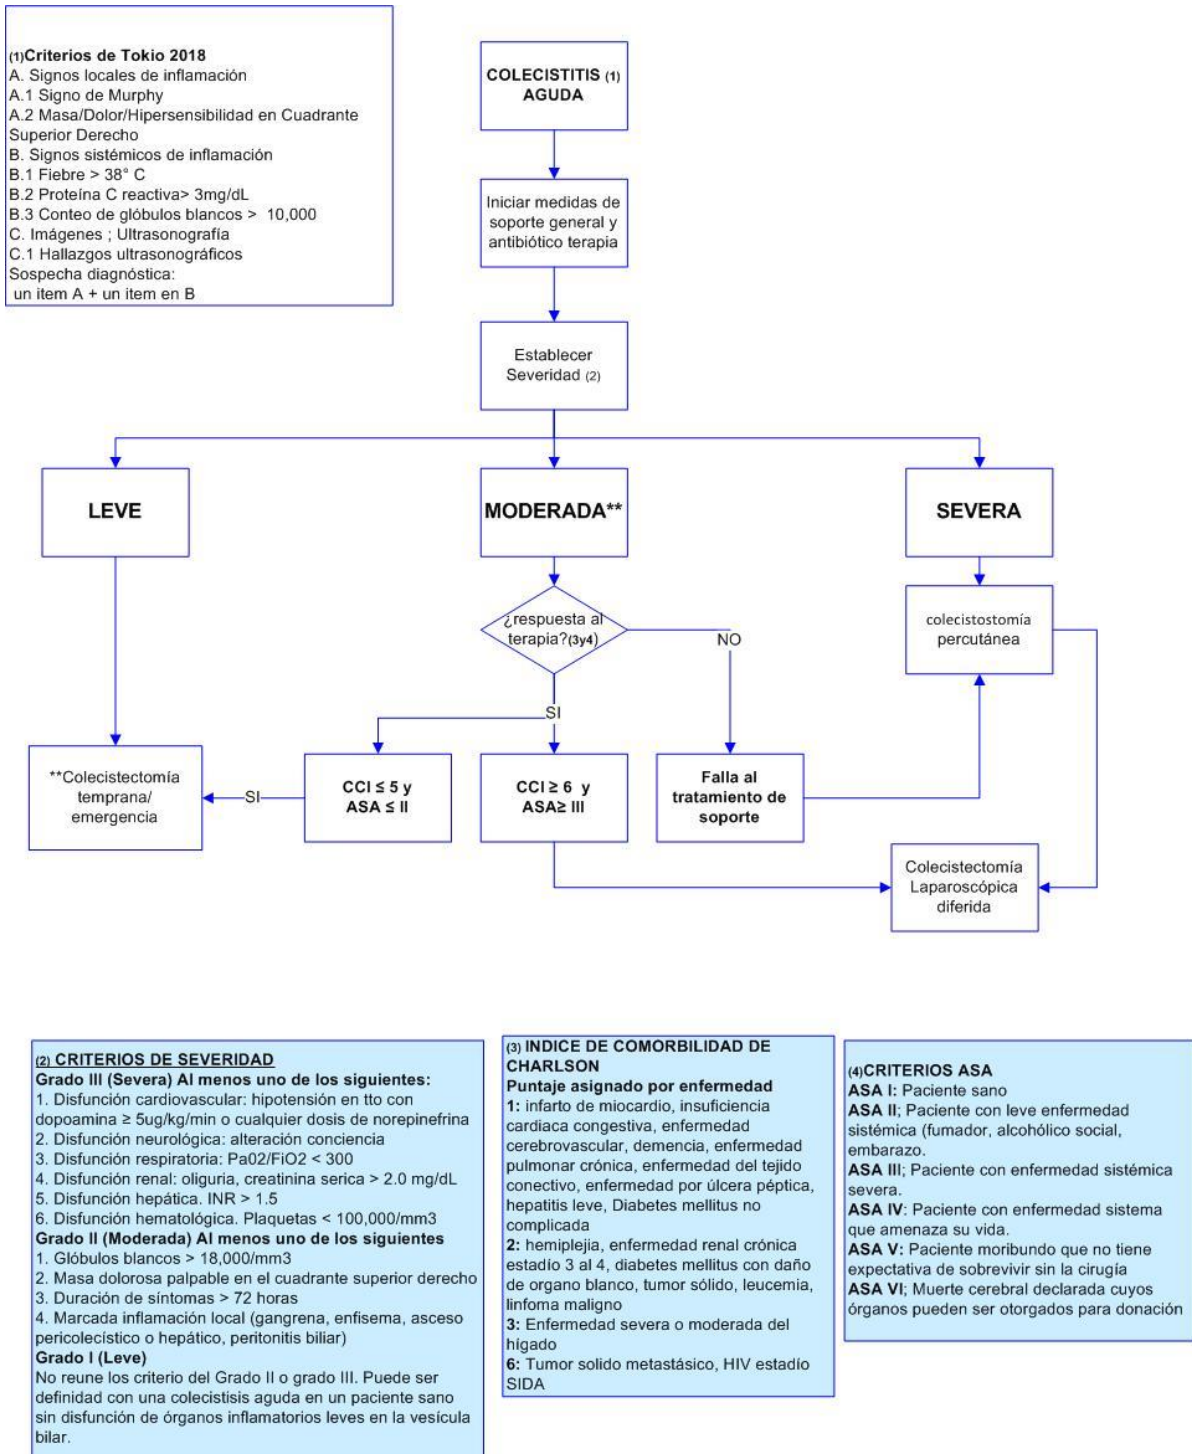 (1)Criterios de Tokio 2018
A. Signos locales de inflamación
A.1 Signo de Murphy
A.2 Masa/Dolor/Hipersensibilidad en Cuadrante
Superior Derecho
B. Signos sistémicos de inflamación
B.1 Fiebre > 38° C
B.2 Proteína C reactiva> 3mg/dL
B.3 Conteo de glóbulos blancos > 10,000
C. Imágenes ; Ultrasonografía
C.1 Hallazgos ultrasonográficos
Sospecha diagnóstica:
un item A + un item en B
COLECISTITIS (1)
AGUDA
Iniciar medidas de
soporte general y
antibiótico terapia
Establecer
Severidad (2)
LEVE
MODERADA**
SEVERA
¿respuesta al
terapia?(3y4)
NO
SI
colecistostomía
percutánea
**Colecistectomía
temprana/
emergencia
SI
CCI ≤ 5 y
ASA ≤ II
CCI ≥ 6 y
ASA≥ III
Falla al
tratamiento de
soporte
Colecistectomía
Laparoscópica
diferida
(2) CRITERIOS DE SEVERIDAD
Grado III (Severa) Al menos uno de los siguientes:
1. Disfunción cardiovascular: hipotensión en tto con
dopoamina ≥ 5ug/kg/min o cualquier dosis de norepinefrina
2. Disfunción neurológica: alteración conciencia
3. Disfunción respiratoria: Pa02/FiO2 < 300
4. Disfunción renal: oliguria, creatinina serica > 2.0 mg/dL
5. Disfunción hepática. INR > 1.5
6. Disfunción hematológica. Plaquetas < 100,000/mm3
Grado II (Moderada) Al menos uno de los siguientes
1. Glóbulos blancos > 18,000/mm3
2. Masa dolorosa palpable en el cuadrante superior derecho
3. Duración de síntomas > 72 horas
4. Marcada inflamación local (gangrena, enfisema, asceso
pericolecístico o hepático, peritonitis biliar)
Grado I (Leve)
No reune los criterio del Grado II o grado III. Puede ser
definidad con una colecistisis aguda en un paciente sano
sin disfunción de órganos inflamatorios leves en la vesícula
bilar.
(3) INDICE DE COMORBILIDAD DE
CHARLSON
Puntaje asignado por enfermedad
1: infarto de miocardio, insuficiencia
cardiaca congestiva, enfermedad
cerebrovascular, demencia, enfermedad
pulmonar crónica, enfermedad del tejido
conectivo, enfermedad por úlcera péptica,
hepatitis leve, Diabetes mellitus no
complicada
2: hemiplejia, enfermedad renal crónica
estadío 3 al 4, diabetes mellitus con daño
de organo blanco, tumor sólido, leucemia,
linfoma maligno
3: Enfermedad severa o moderada del
hígado
6: Tumor solido metastásico, HIV estadío
SIDA
(4)CRITERIOS ASA
ASA I: Paciente sano
ASA II; Paciente con leve enfermedad
sistémica (fumador, alcohólico social,
embarazo.
ASA III; Paciente con enfermedad sistémica
severa.
ASA IV: Paciente con enfermedad sistema
que amenaza su vida.
ASA V: Paciente moribundo que no tiene
expectativa de sobrevivir sin la cirugía
ASA VI; Muerte cerebral declarada cuyos
órganos pueden ser otorgados para donación